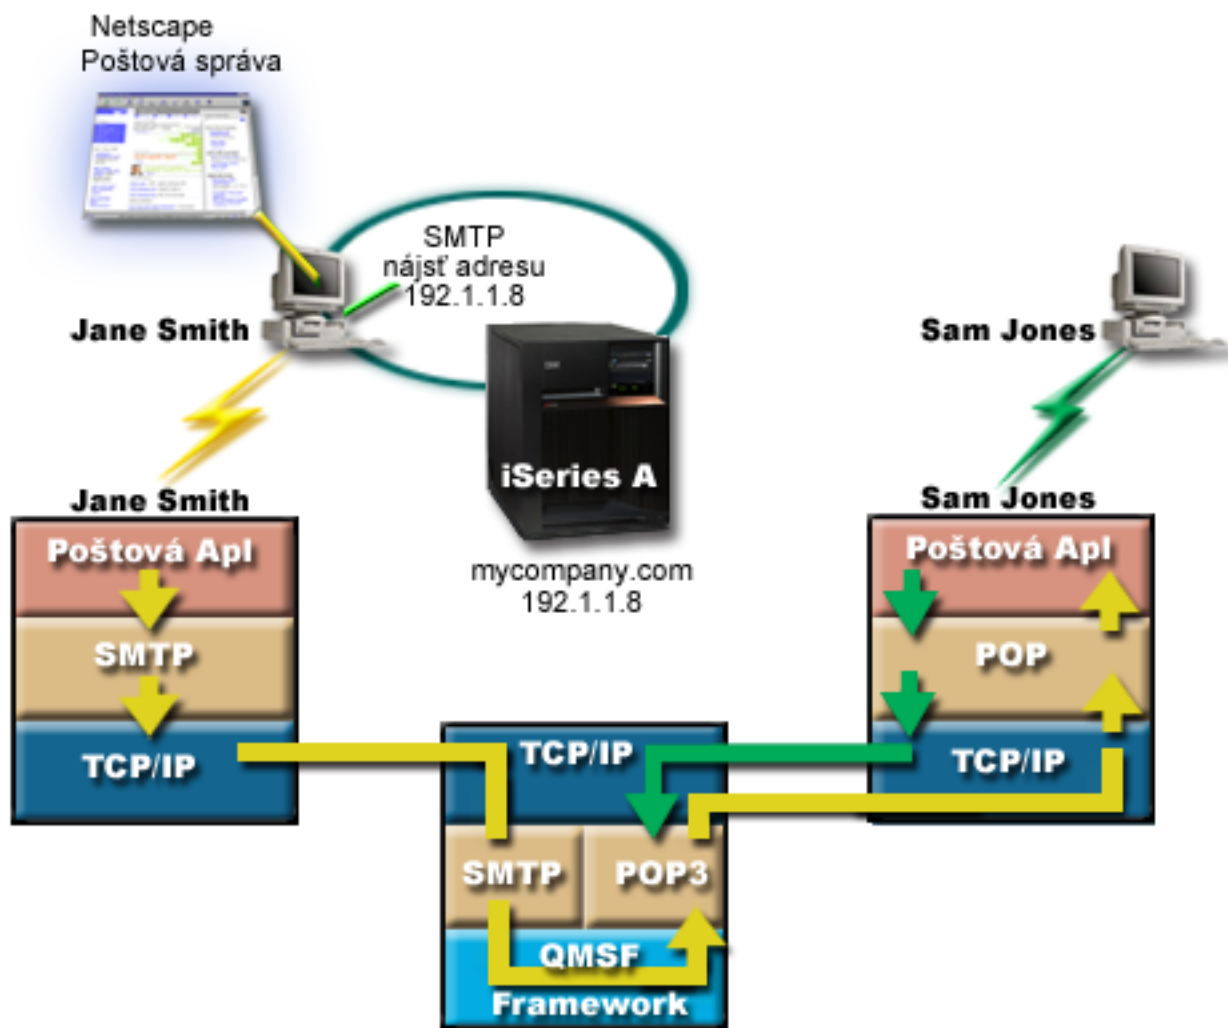 Netscape
Poštová správa
SMTP
nájsť adresu
192.1.1.8
Jane Smith
Sam Jones
iSeries A
mycompany.com
192.1.1.8
Jane Smith
Poštová Apl
SMTP
TCP/IP
Sam Jones
Poštová Apl
POP
TCP/IP
TCP/IP
SMTP
POP3
QMSF
Framework